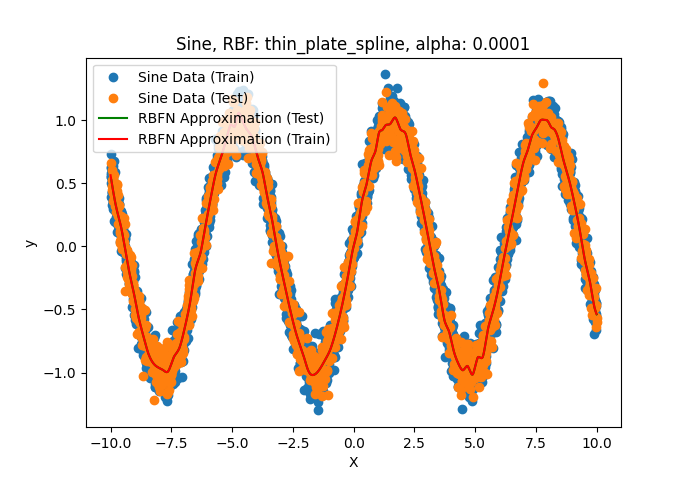 Sine, RBF: thin_plate_spline, alpha: 0.0001
Sine Data (Train)
Sine Data (Test)
RBFN Approximation (Test)
RBFN Approximation (Train)
1.0
0.5
0.0
−0.5
−1.0
y
−10.0 −7.5 −5.0 −2.5 0.0 2.5 5.0 7.5 10.0
X